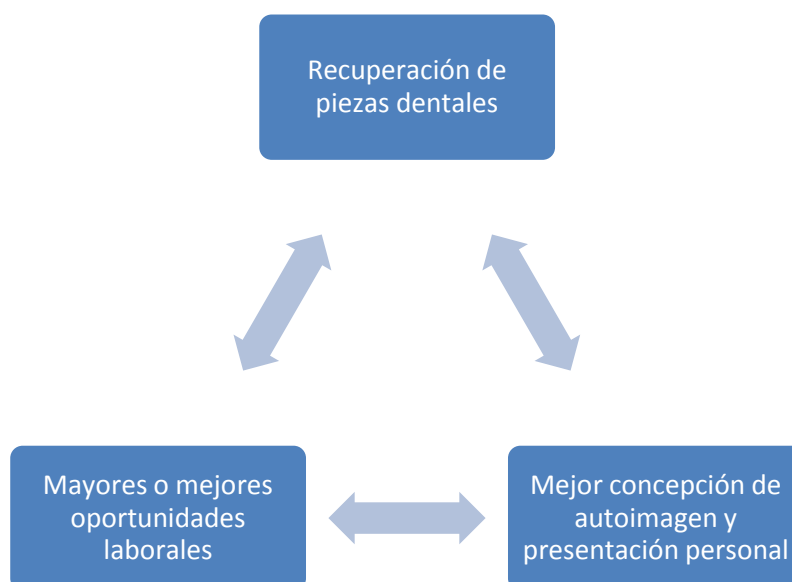 Recuperación de
piezas dentales
Mayores o mejores
oportunidades
laborales
Mejor concepción de
autoimagen y
presentación personal